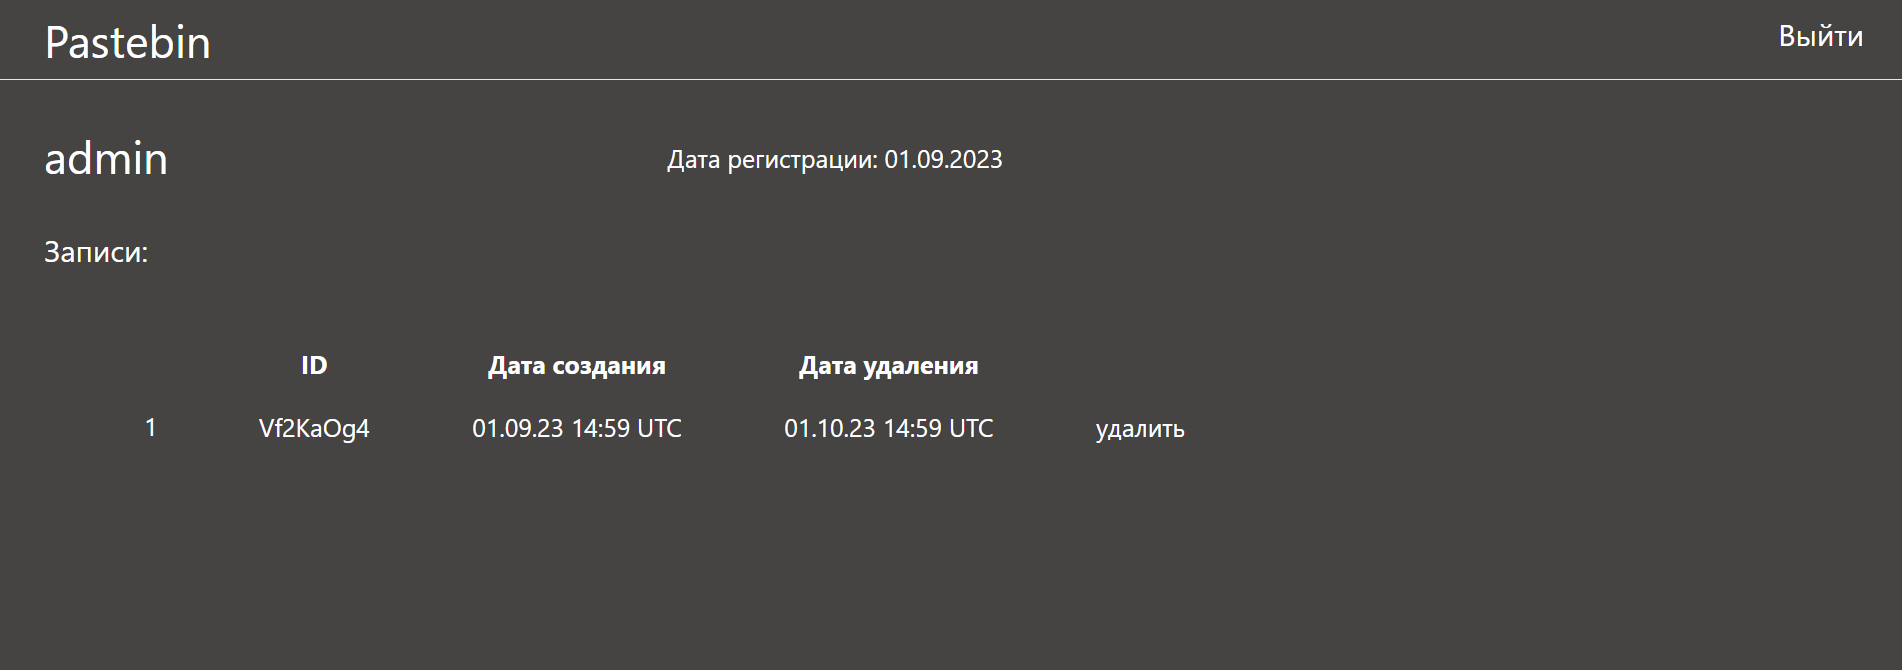 Pastebin Выйти
admin Дата регистрации: 01.09.2023
Записи:
ID Дата создания Дата удаления
1 Vf2KaOg4 01.09.23 14:59 UTC 01.10.23 14:59 UTC удалить